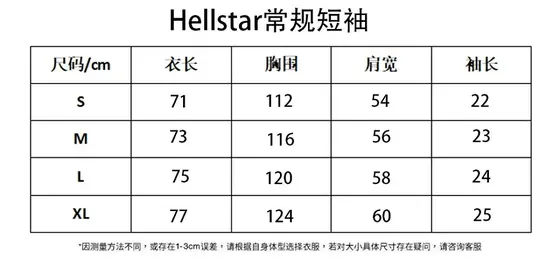 Hellstar常规短袖
尺码/cm 衣长 胸围 肩宽 袖长
S 71 112 54 22
M 73 116 56 23
L 75 120 58 24
XL 77 124 60 25
*因测量方法不同，或存在1-3cm误差，请根据自身体型选择衣服，若对大小具体尺寸存在疑问，请咨询客服